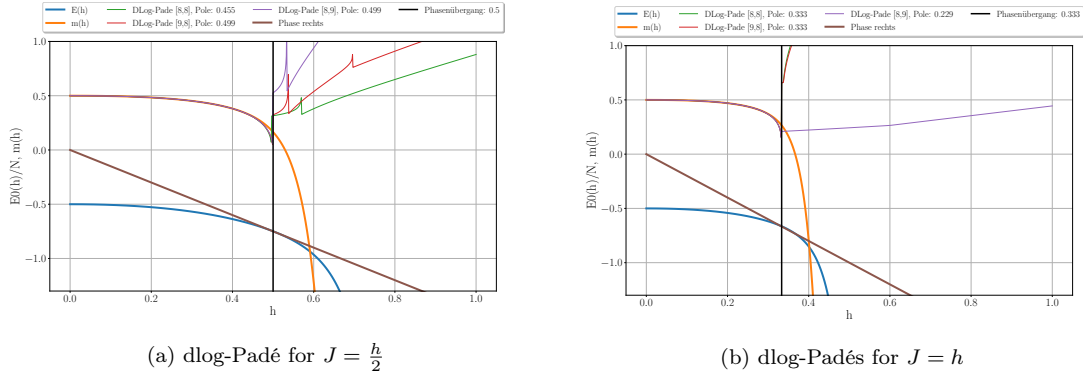 E(h) DLog-Pade [8,8], Pole: 0.455 DLog-Pade [8,9], Pole: 0.499 Phasenübergang: 0.5
m(h) DLog-Pade [9,8], Pole: 0.499 Phase rechts
1.0
0.5
0.0
−0.5
−1.0
E0(h)/N, m(h)
0.0 0.2 0.4 0.6 0.8 1.0
h
(a) dlog-Padé for J = h/2
E(h) DLog-Pade [8,8], Pole: 0.333 DLog-Pade [8,9], Pole: 0.229 Phasenübergang: 0.333
m(h) DLog-Pade [9,8], Pole: 0.333 Phase rechts
1.0
0.5
0.0
−0.5
−1.0
E0(h)/N, m(h)
0.0 0.2 0.4 0.6 0.8 1.0
h
(b) dlog-Padés for J = h